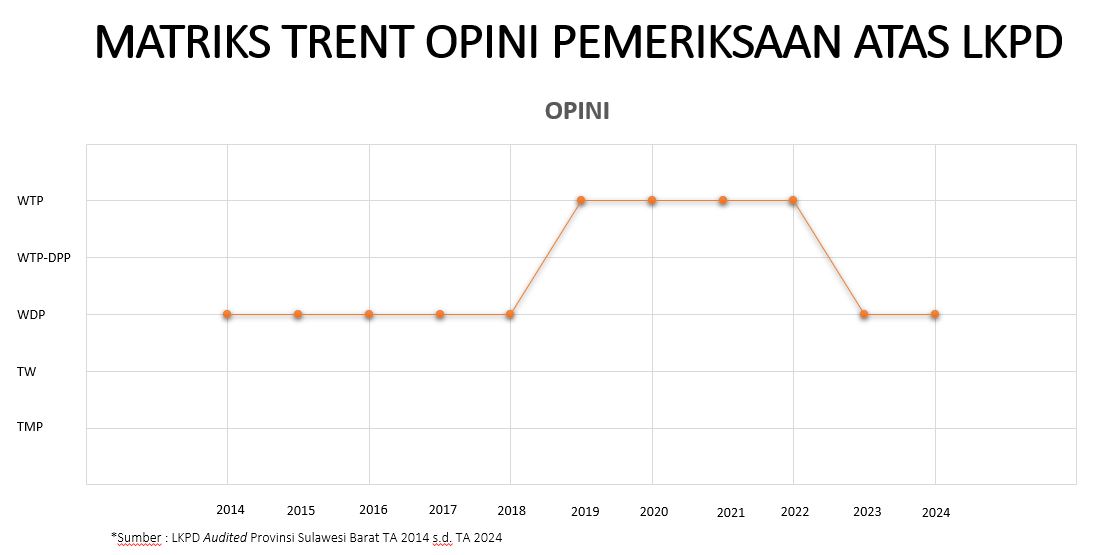 MATRIKS TRENT OPINI PEMERIKSAAN ATAS LKPD
OPINI
WTP
WTP-DPP
WDP
TW
TMP
2014 2015 2016 2017 2018 2019 2020 2021 2022 2023 2024
*Sumber : LKPD Audited Provinsi Sulawesi Barat TA 2014 s.d. TA 2024